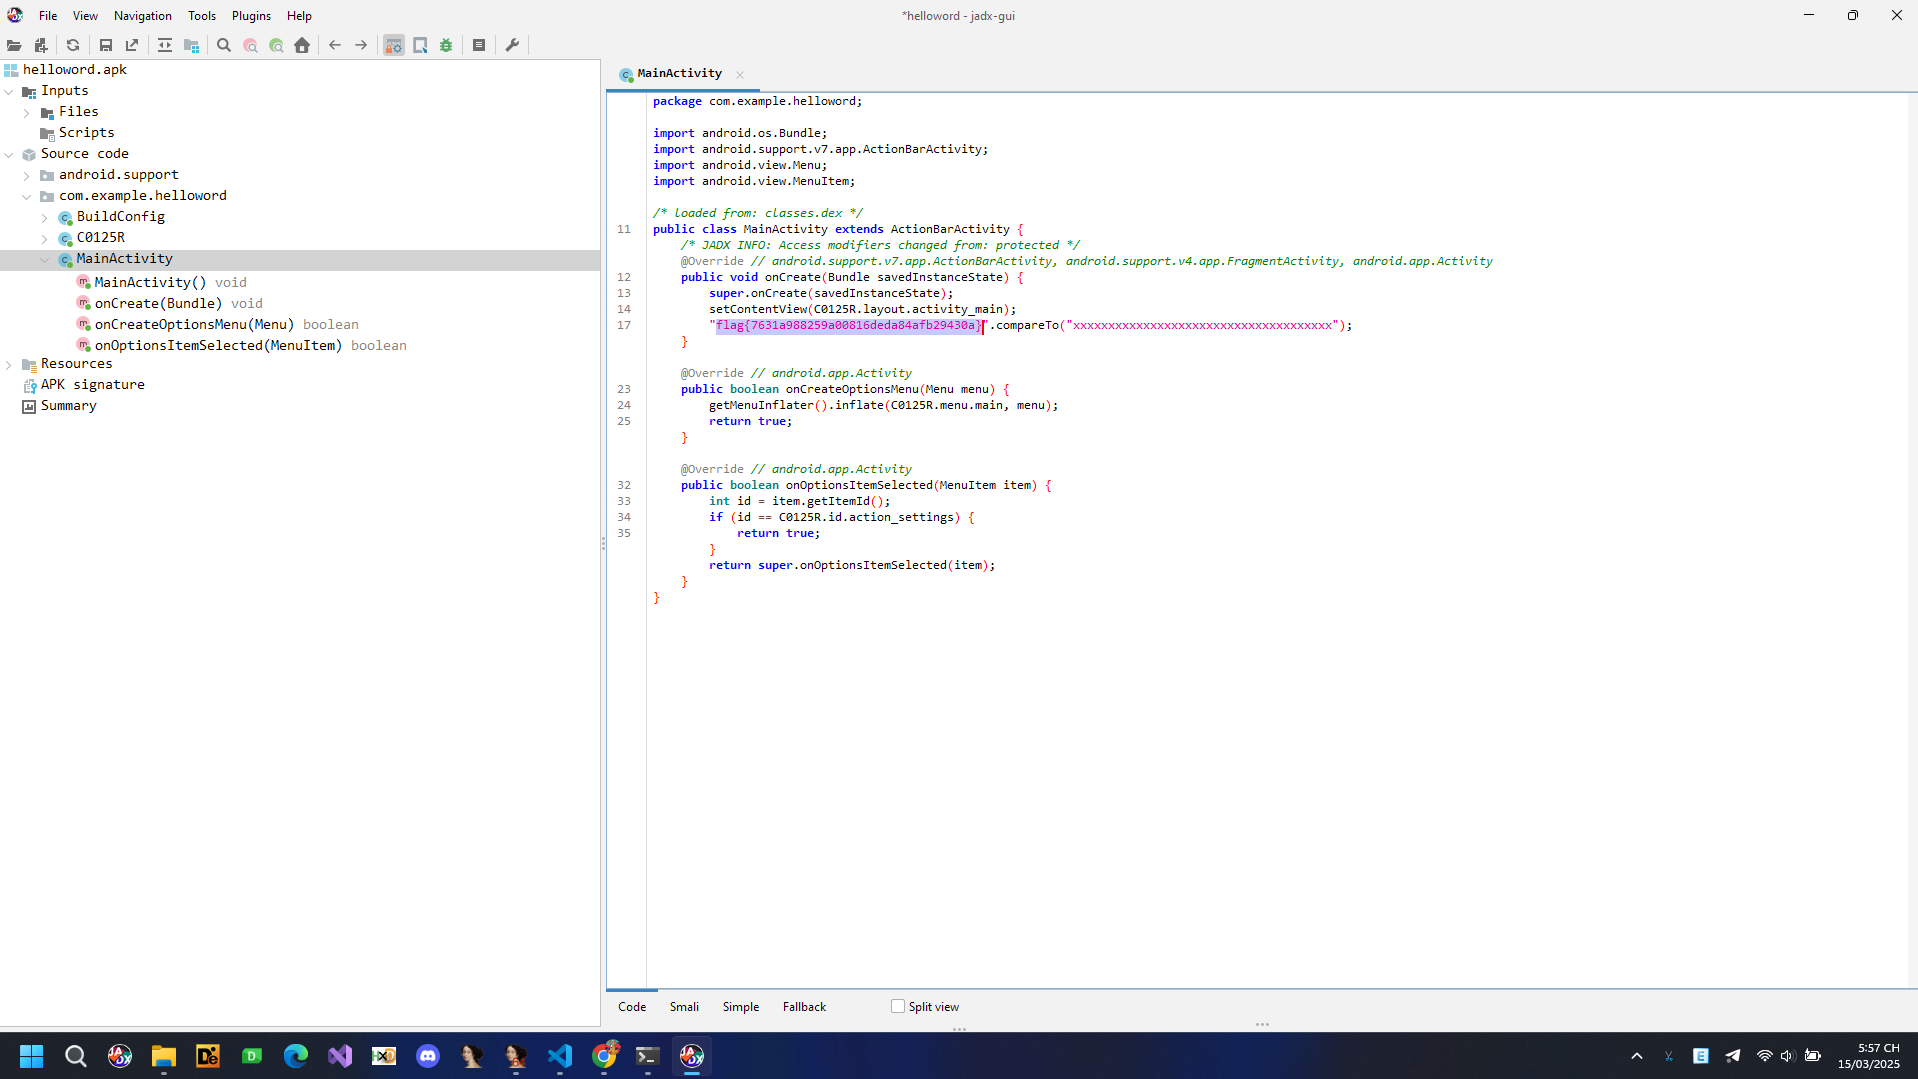 File View Navigation Tools Plugins Help
*helloword - jadx-gui
helloword.apk
Inputs
Files
Scripts
Source code
android.support
com.example.helloword
BuildConfig
C0125R
MainActivity
MainActivity() void
onCreate(Bundle) void
onCreateOptionsMenu(Menu) boolean
onOptionsItemSelected(MenuItem) boolean
Resources
APK signature
Summary
MainActivity
package com.example.helloword;
import android.os.Bundle;
import android.support.v7.app.ActionBarActivity;
import android.view.Menu;
import android.view.MenuItem;
/* loaded from: classes.dex */
11 public class MainActivity extends ActionBarActivity {
/* JADX INFO: Access modifiers changed from: protected */
@Override // android.support.v7.app.ActionBarActivity, android.support.v4.app.FragmentActivity, android.app.Activity
12 public void onCreate(Bundle savedInstanceState) {
13 super.onCreate(savedInstanceState);
14 setContentView(C0125R.layout.activity_main);
17 "flag{7631a988259a00816deda84afb29430a}".compareTo("xxxxxxxxxxxxxxxxxxxxxxxxxxxxxxxxxxxxx");
}
@Override // android.app.Activity
23 public boolean onCreateOptionsMenu(Menu menu) {
24 getMenuInflater().inflate(C0125R.menu.main, menu);
25 return true;
}
@Override // android.app.Activity
32 public boolean onOptionsItemSelected(MenuItem item) {
33 int id = item.getItemId();
34 if (id == C0125R.id.action_settings) {
35 return true;
}
return super.onOptionsItemSelected(item);
}
}
Code Smali Simple Fallback Split view
5:57 CH
15/03/2025